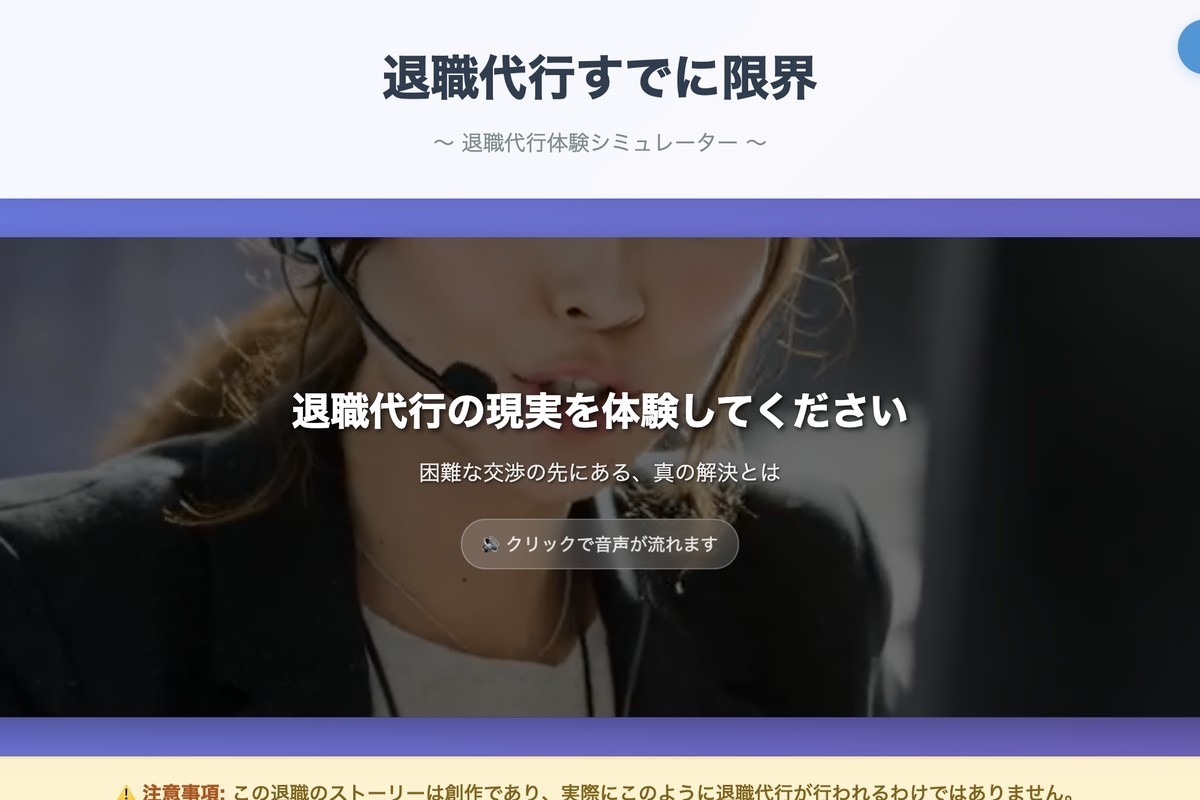 退職代行すでに限界
〜 退職代行体験シミュレーター 〜
退職代行の現実を体験してください
困難な交渉の先にある、真の解決とは
🔊 クリックで音声が流れます
⚠️ 注意事項: この退職のストーリーは創作であり、実際にこのように退職代行が行われるわけではありません。